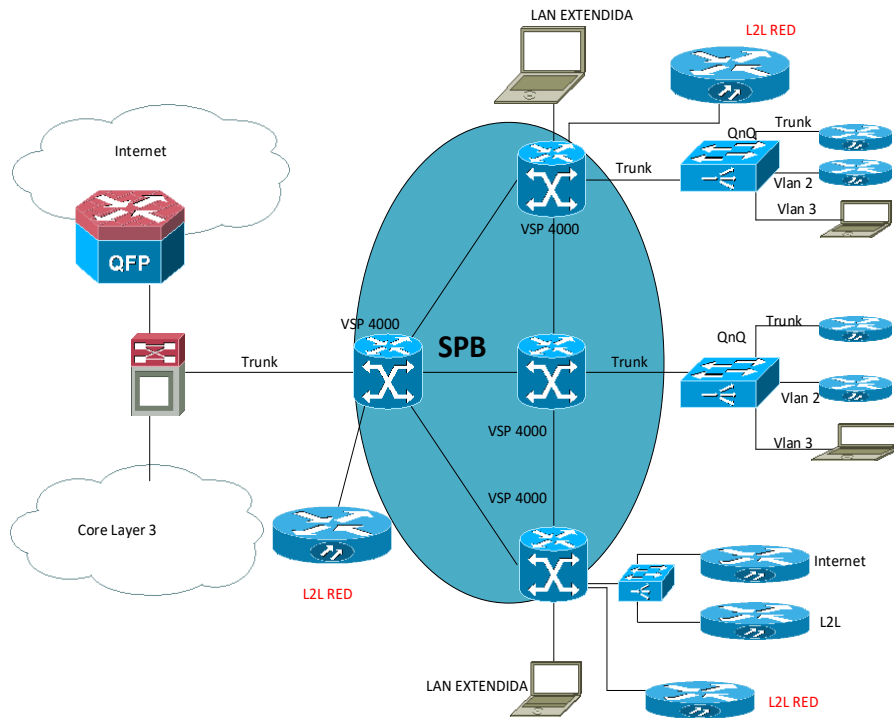 LAN EXTENDIDA
L2L RED
Internet
QnQ
Trunk
Trunk
Vlan 2
Vlan 3
VSP 4000
QFP
VSP 4000
SPB
Trunk
Trunk
QnQ
Trunk
Vlan 2
VSP 4000
Vlan 3
VSP 4000
Core Layer 3
L2L RED
Internet
L2L
LAN EXTENDIDA
L2L RED